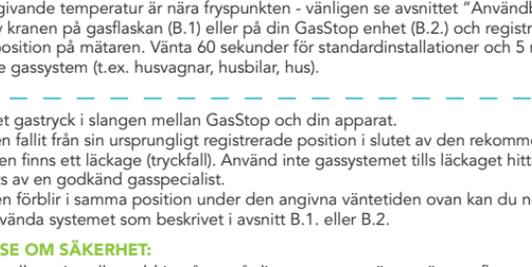 givande temperatur är nära fryspunkten - vänligen se avsnittet "Använd
kranen på gasflaskan (B.1) eller på din GasStop enhet (B.2.) och regist
position på mätaren. Vänta 60 sekunder för standardinstallationer och 5
gassystem (t.ex. husvagnar, husbilar, hus).
et gastryck i slangen mellan GasStop och din apparat.
en fallit från sin ursprungligt registrerade position i slutet av den rekomm
en finns ett läckage (tryckfall). Använd inte gassystemet tills läckaget hitt
ts av en godkänd gasspecialist.
en förblir i samma position under den angivna väntetiden ovan kan du n
vända systemet som beskrivet i avsnitt B.1. eller B.2.
SE OM SÄKERHET: